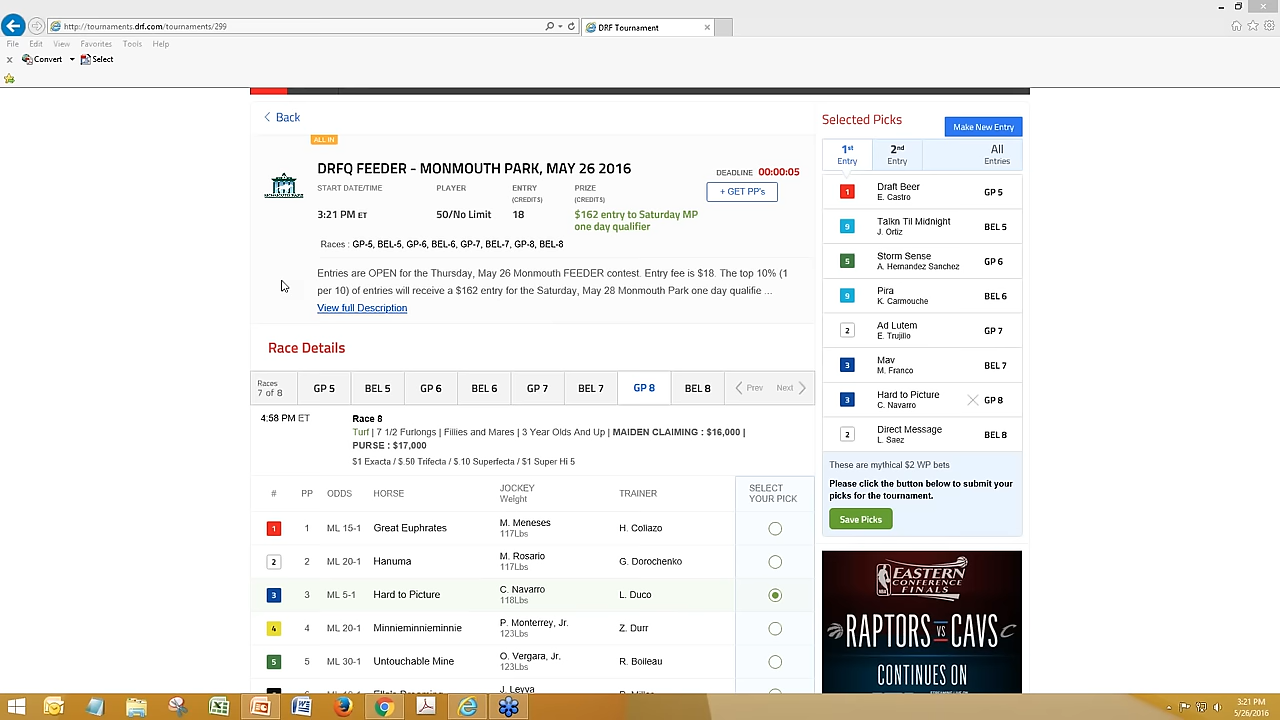 http://tournaments.drf.com/tournaments/299
DRF Tournament
File Edit View Favorites Tools Help
Convert Select
Back
ALL IN
DRFQ FEEDER - MONMOUTH PARK, MAY 26 2016
DEADLINE 00:00:05
+ GET PP's
START DATE/TIME PLAYER ENTRY (CREDITS) PRIZE (CREDITS)
3:21 PM ET 50/No Limit 18 $162 entry to Saturday MP
one day qualifier
Races : GP-5, BEL-5, GP-6, BEL-6, GP-7, BEL-7, GP-8, BEL-8
Entries are OPEN for the Thursday, May 26 Monmouth FEEDER contest. Entry fee is $18. The top 10% (1
per 10) of entries will receive a $162 entry for the Saturday, May 28 Monmouth Park one day qualifie ...
View full Description
Race Details
Races
7 of 8
GP 5 BEL 5 GP 6 BEL 6 GP 7 BEL 7 GP 8 BEL 8 Prev Next
4:58 PM ET Race 8
Turf | 7 1/2 Furlongs | Fillies and Mares | 3 Year Olds And Up | MAIDEN CLAIMING : $16,000 |
PURSE : $17,000
$1 Exacta / $.50 Trifecta / $.10 Superfecta / $1 Super Hi 5
# PP ODDS HORSE JOCKEY Weight TRAINER SELECT YOUR PICK
1 1 ML 15-1 Great Euphrates M. Meneses 117Lbs H. Collazo
2 2 ML 20-1 Hanuma M. Rosario 117Lbs G. Dorochenko
3 3 ML 5-1 Hard to Picture C. Navarro 118Lbs L. Duco
4 4 ML 20-1 Minnieminnieminnie P. Monterrey, Jr. 123Lbs Z. Durr
5 5 ML 30-1 Untouchable Mine O. Vergara, Jr. 123Lbs R. Boileau
J. Leyva
Selected Picks
Make New Entry
1st Entry 2nd Entry All Entries
1 Draft Beer E. Castro GP 5
9 Talkn Til Midnight J. Ortiz BEL 5
5 Storm Sense A. Hernandez Sanchez GP 6
9 Pira K. Carmouche BEL 6
2 Ad Lutem E. Trujillo GP 7
3 Mav M. Franco BEL 7
3 Hard to Picture C. Navarro GP 8
2 Direct Message L. Saez BEL 8
These are mythical $2 WP bets
Please click the button below to submit your
picks for the tournament.
Save Picks
EASTERN
CONFERENCE
FINALS
RAPTORS VS CAVS
CONTINUES ON
3:21 PM
5/26/2016